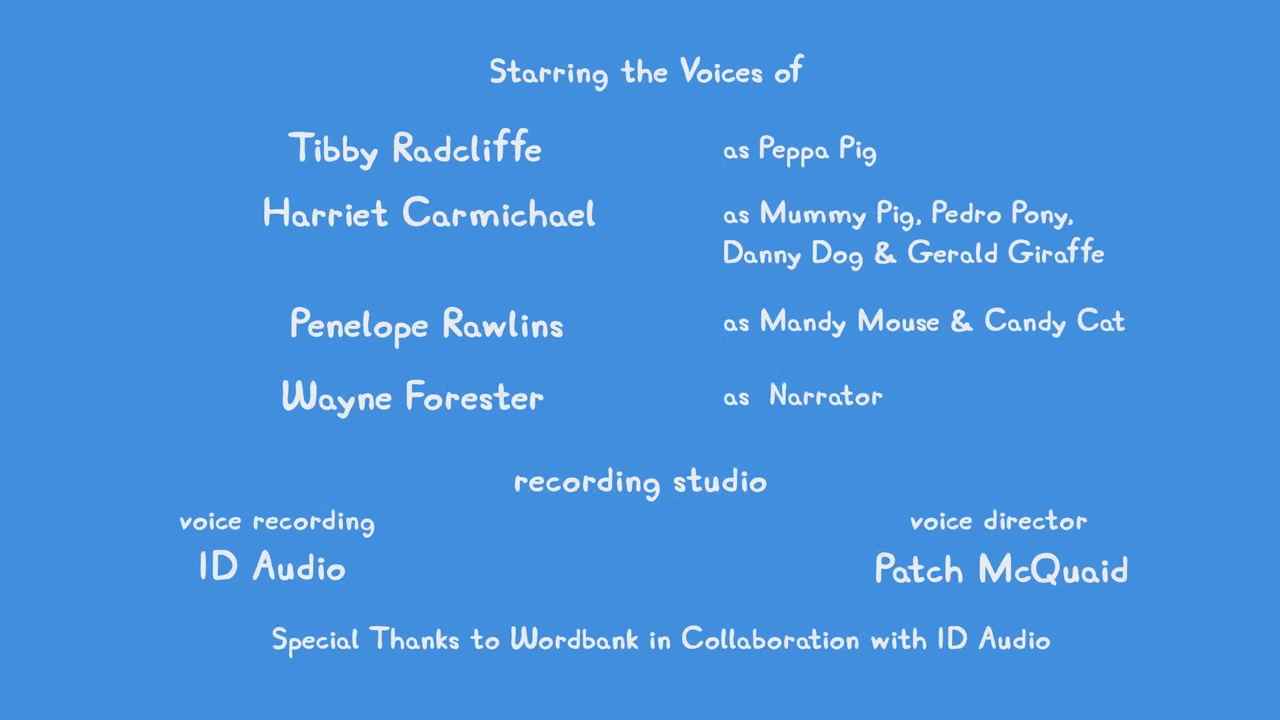 Starring the Voices of
Tibby Radcliffe as Peppa Pig
Harriet Carmichael as Mummy Pig, Pedro Pony,
Danny Dog & Gerald Giraffe
Penelope Rawlins as Mandy Mouse & Candy Cat
Wayne Forester as Narrator
recording studio
voice recording voice director
ID Audio Patch McQuaid
Special Thanks to Wordbank in Collaboration with ID Audio